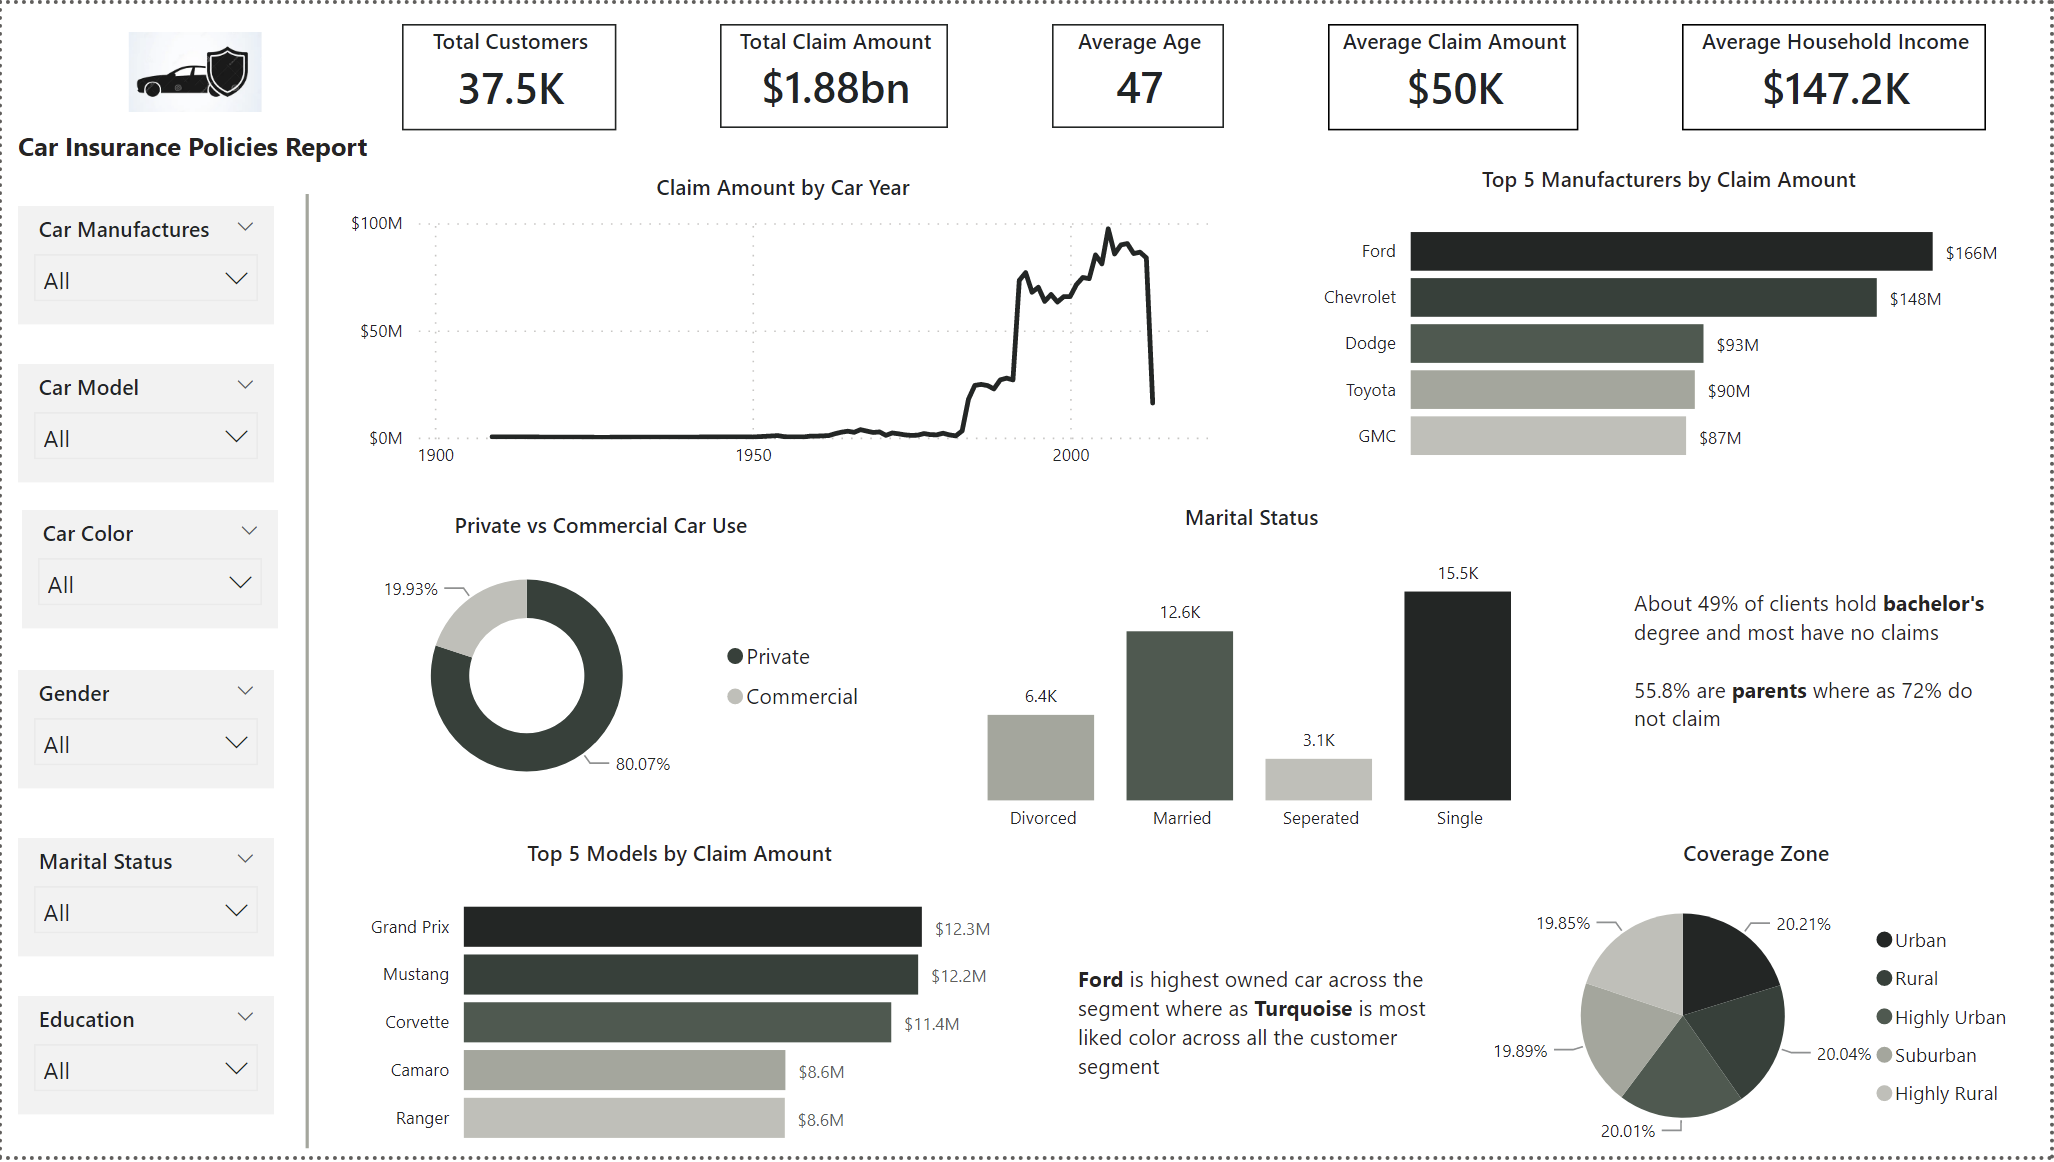 Car Insurance Policies Report
Total Customers
37.5K
Total Claim Amount
$1.88bn
Average Age
47
Average Claim Amount
$50K
Average Household Income
$147.2K
Car Manufactures
All
Car Model
All
Car Color
All
Gender
All
Marital Status
All
Education
All
Claim Amount by Car Year
$100M
$50M
$0M
1900
1950
2000
Top 5 Manufacturers by Claim Amount
Ford
$166M
Chevrolet
$148M
Dodge
$93M
Toyota
$90M
GMC
$87M
Private vs Commercial Car Use
19.93%
80.07%
Private
Commercial
Marital Status
6.4K
12.6K
3.1K
15.5K
Divorced
Married
Seperated
Single
About 49% of clients hold bachelor's
degree and most have no claims
55.8% are parents where as 72% do
not claim
Top 5 Models by Claim Amount
Grand Prix
$12.3M
Mustang
$12.2M
Corvette
$11.4M
Camaro
$8.6M
Ranger
$8.6M
Ford is highest owned car across the
segment where as Turquoise is most
liked color across all the customer
segment
Coverage Zone
19.85%
20.21%
19.89%
20.04%
20.01%
Urban
Rural
Highly Urban
Suburban
Highly Rural